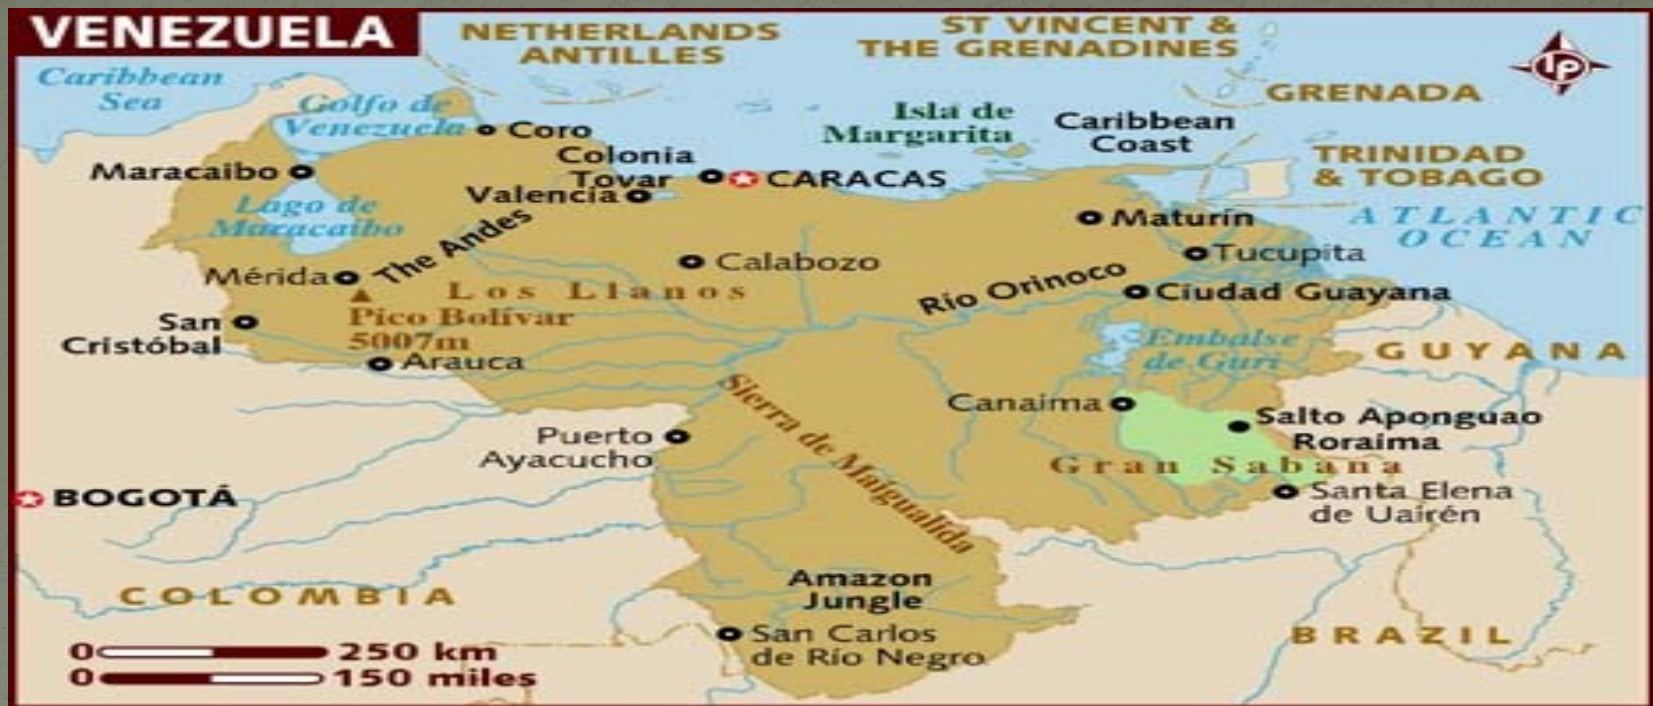 VENEZUELA
NETHERLANDS
ANTILLES
ST VINCENT &
THE GRENADINES
lp
Caribbean
Sea
Golfo de
Venezuela
Coro
Isla de
Margarita
Caribbean
Coast
GRENADA
Maracaibo
Colonia
Tovar
CARACAS
TRINIDAD
& TOBAGO
Valencia
Lago de
Maracaibo
Maturín
ATLANTIC
OCEAN
The Andes
Calabozo
Tucupita
Mérida
Los Llanos
Río Orinoco
Ciudad Guayana
San
Cristóbal
Pico Bolívar
5007m
Arauca
Embalse
de Guri
GUYANA
Sierra de Maigualida
Canaima
Salto Aponguao
Roraima
Puerto
Ayacucho
Gran Sabana
BOGOTÁ
Santa Elena
de Uairén
COLOMBIA
Amazon
Jungle
San Carlos
de Río Negro
BRAZIL
0 250 km
0 150 miles